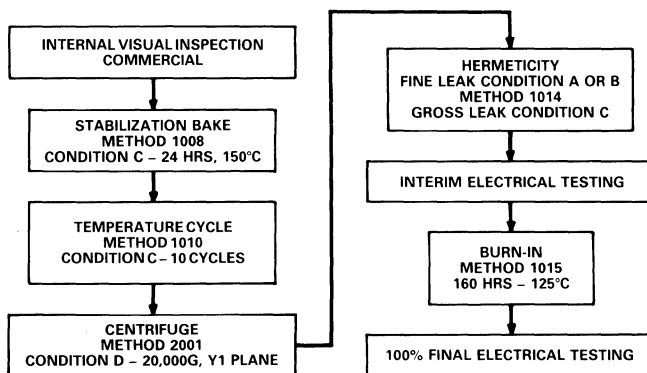 INTERNAL VISUAL INSPECTION
COMMERCIAL
STABILIZATION BAKE
METHOD 1008
CONDITION C – 24 HRS, 150°C
TEMPERATURE CYCLE
METHOD 1010
CONDITION C – 10 CYCLES
CENTRIFUGE
METHOD 2001
CONDITION D – 20,000G, Y1 PLANE
HERMETICITY
FINE LEAK CONDITION A OR B
METHOD 1014
GROSS LEAK CONDITION C
INTERIM ELECTRICAL TESTING
BURN-IN
METHOD 1015
160 HRS – 125°C
100% FINAL ELECTRICAL TESTING